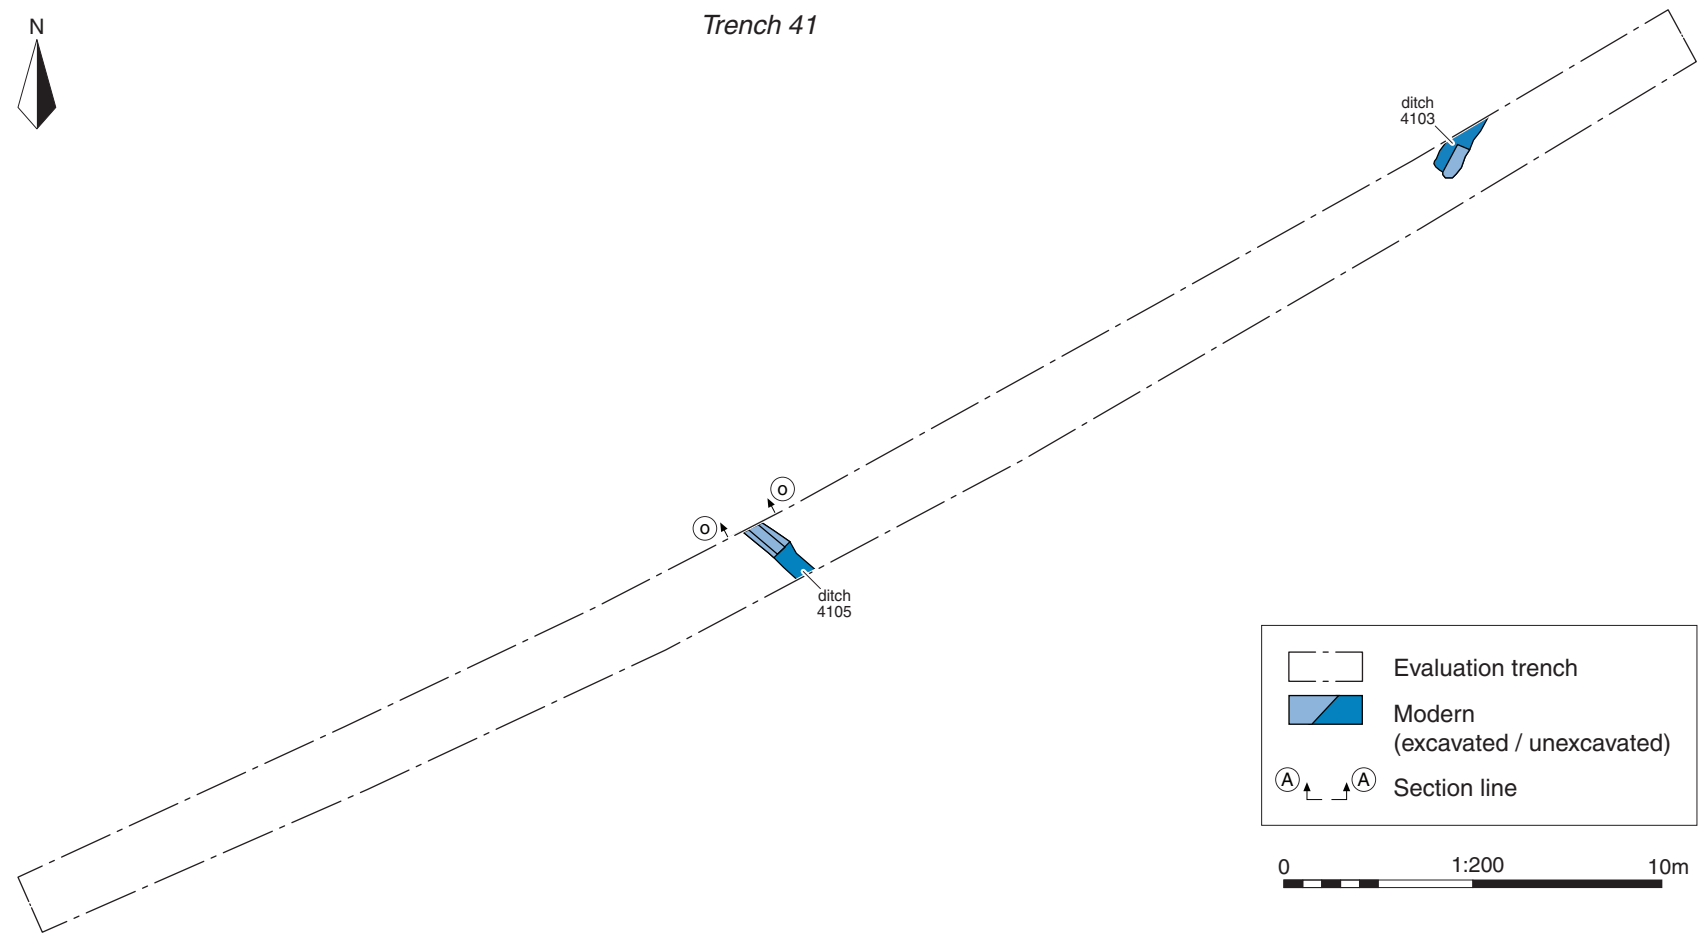 Trench 41
N
ditch
4103
o
o
ditch
4105
Evaluation trench
Modern
(excavated / unexcavated)
A A Section line
0 1:200 10m